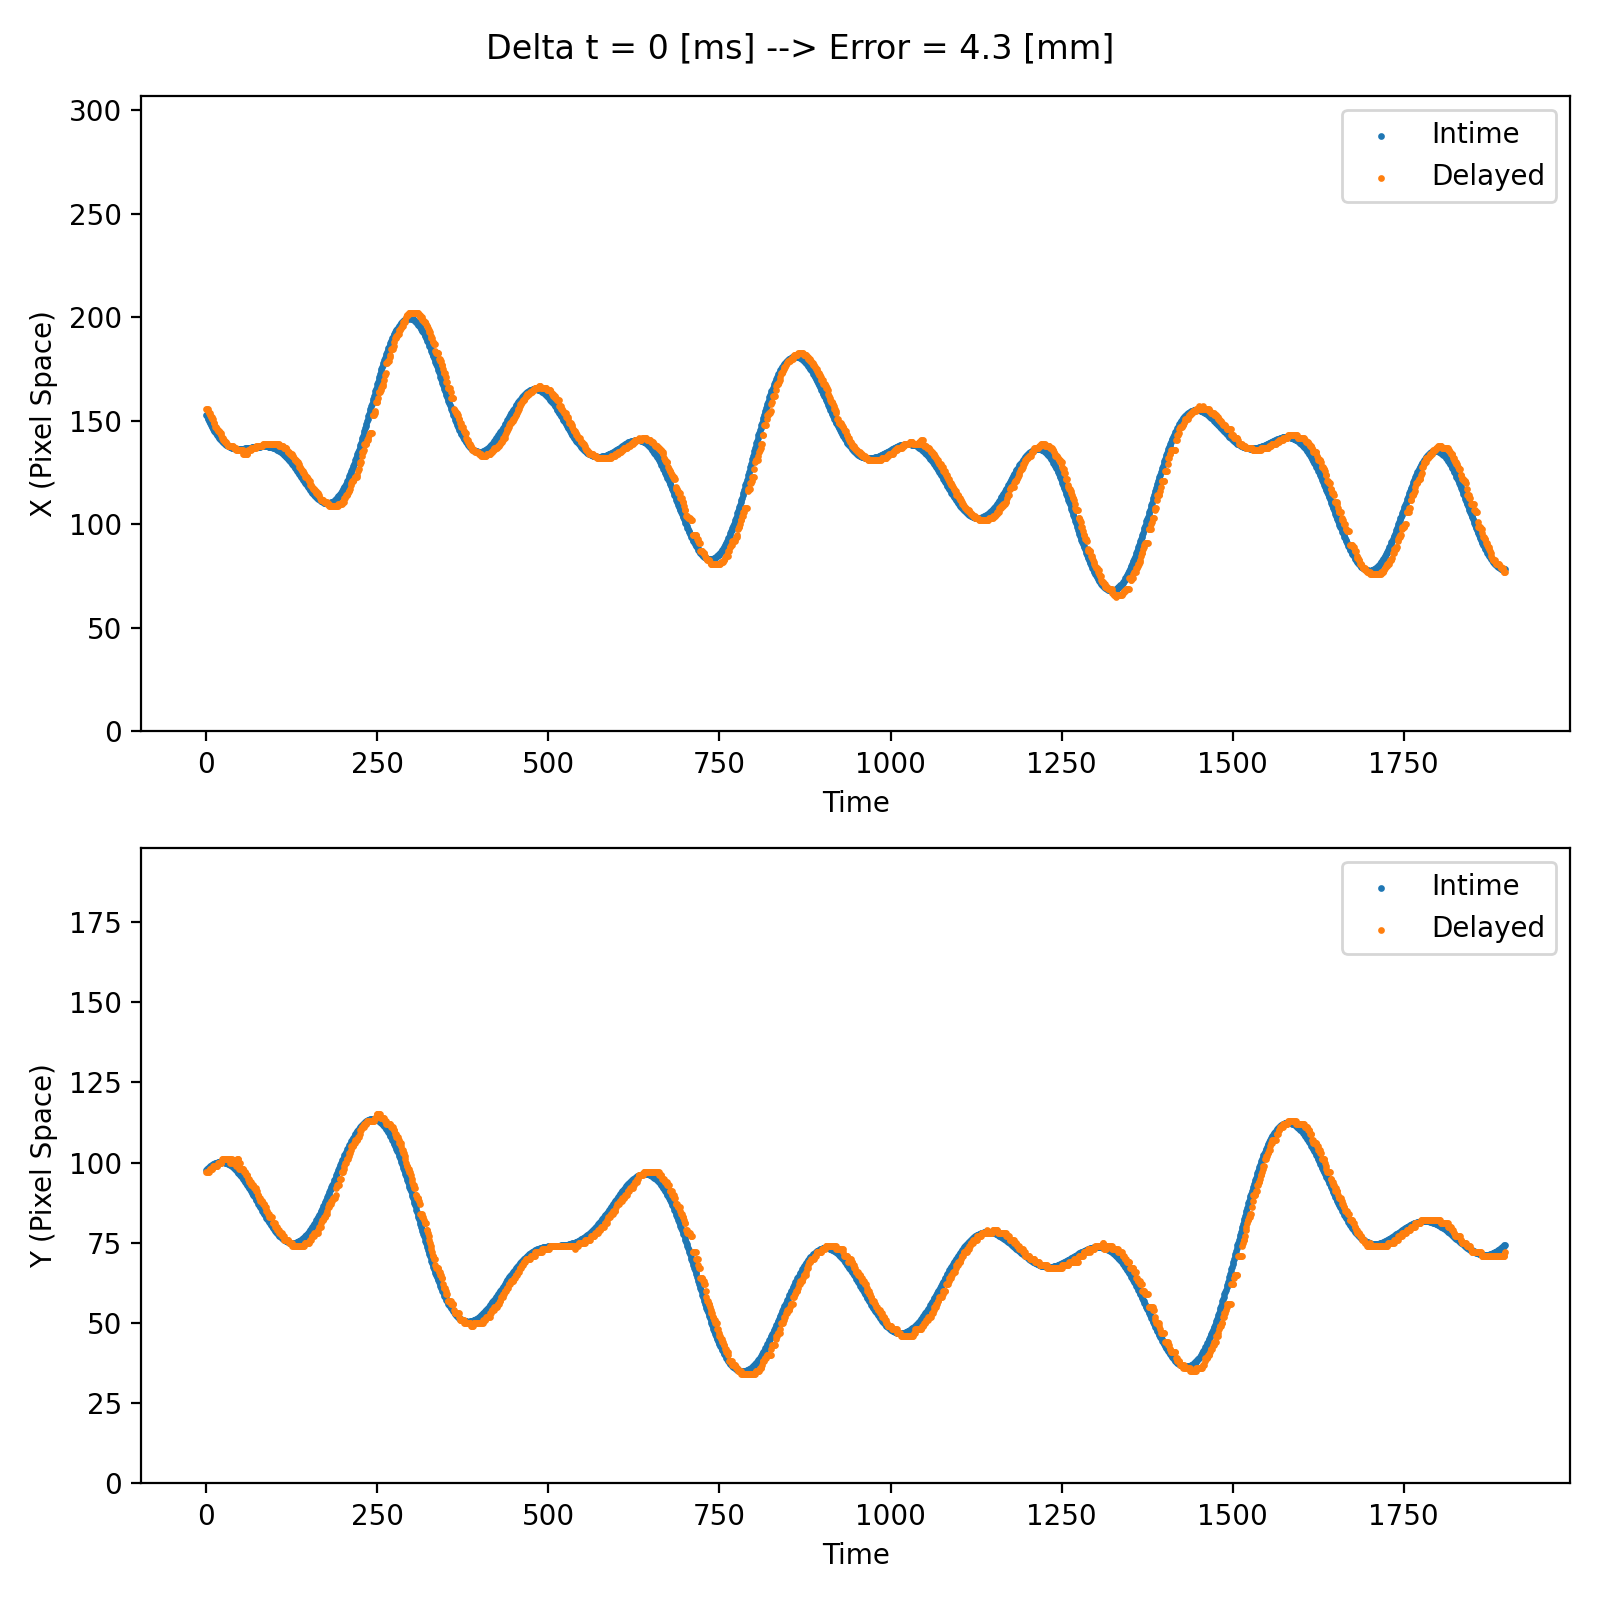 Delta t = 0 [ms] --> Error = 4.3 [mm]
300
250
200
150
100
50
0
X (Pixel Space)
Intime
Delayed
0 250 500 750 1000 1250 1500 1750
Time
175
150
125
100
75
50
25
0
Y (Pixel Space)
Intime
Delayed
0 250 500 750 1000 1250 1500 1750
Time